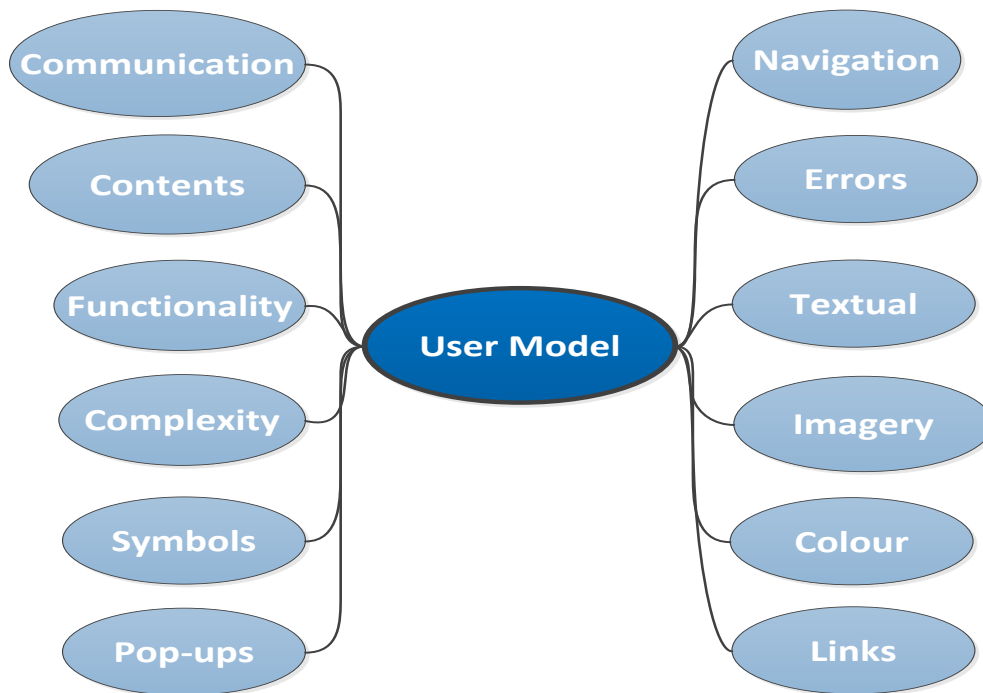 Communication
Contents
Functionality
Complexity
Symbols
Pop-ups
User Model
Navigation
Errors
Textual
Imagery
Colour
Links